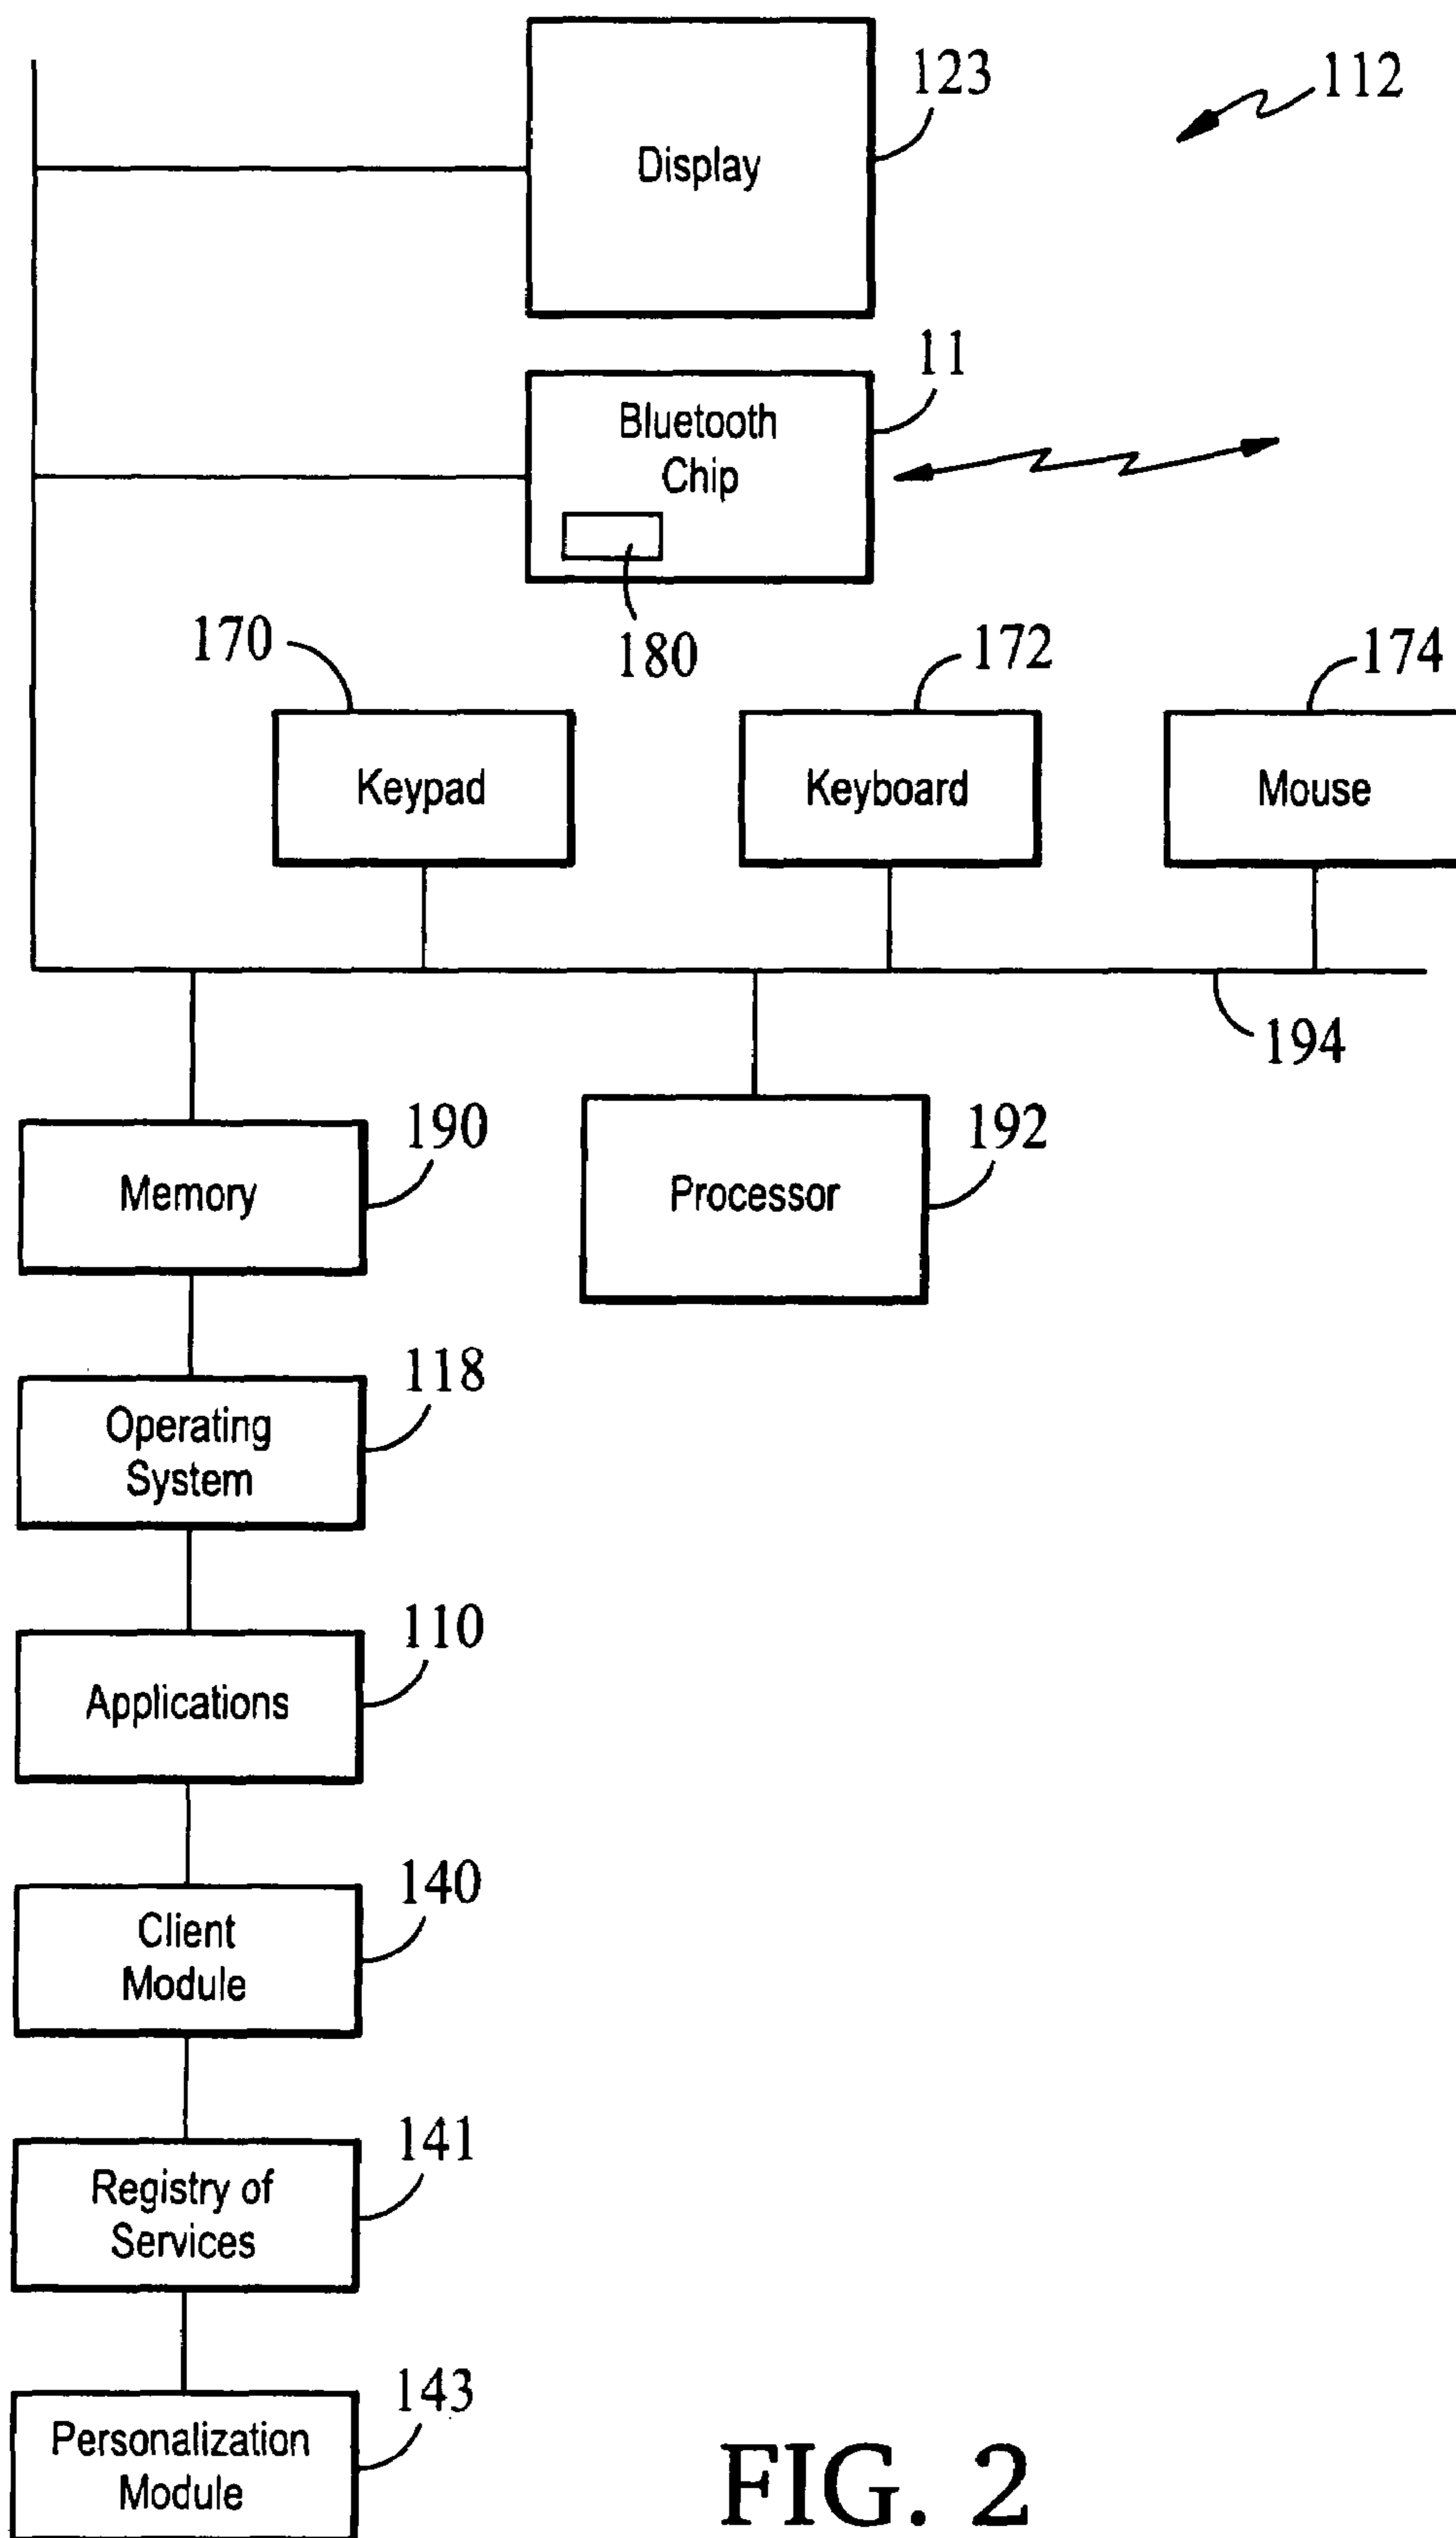 123
112
Display
11
Bluetooth
Chip
180
170
172
174
Keypad
Keyboard
Mouse
194
190
192
Memory
Processor
118
Operating
System
110
Applications
140
Client
Module
141
Registry of
Services
143
Personalization
Module
FIG. 2